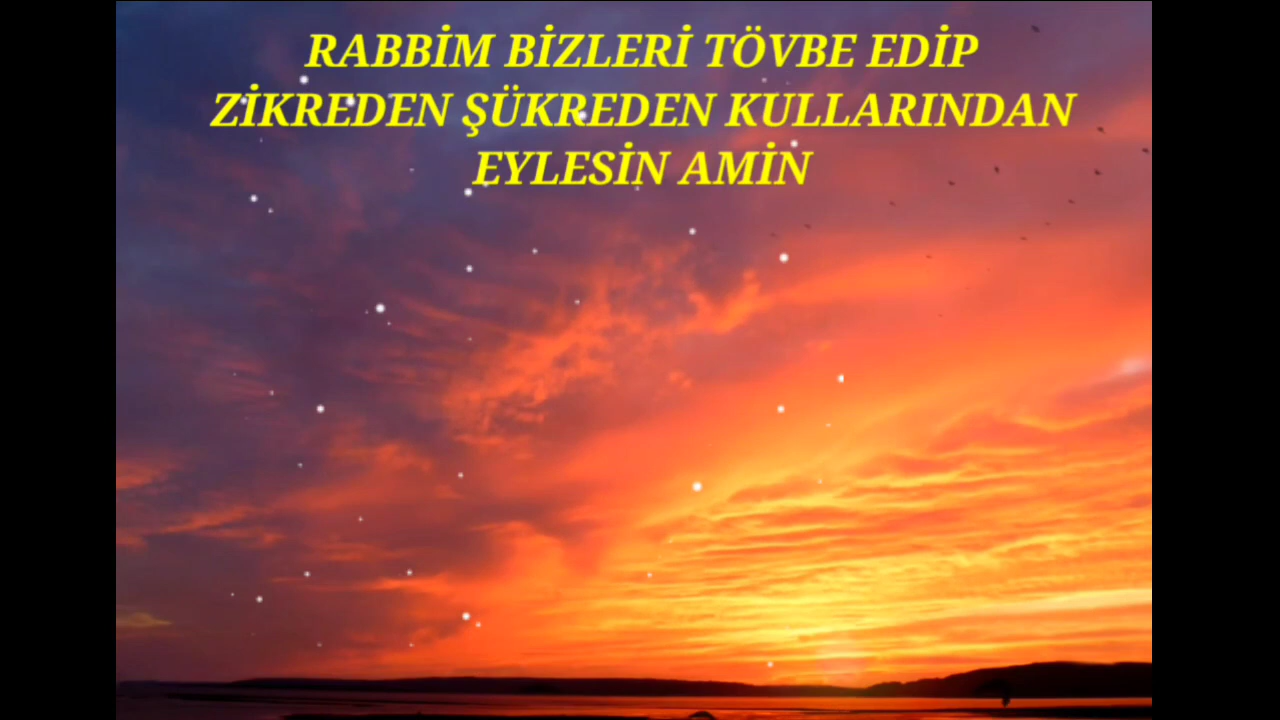 RABBİM BİZLERİ TÖVBE EDİP
ZİKREDEN ŞÜKREDEN KULLARINDAN
EYLESİN AMİN